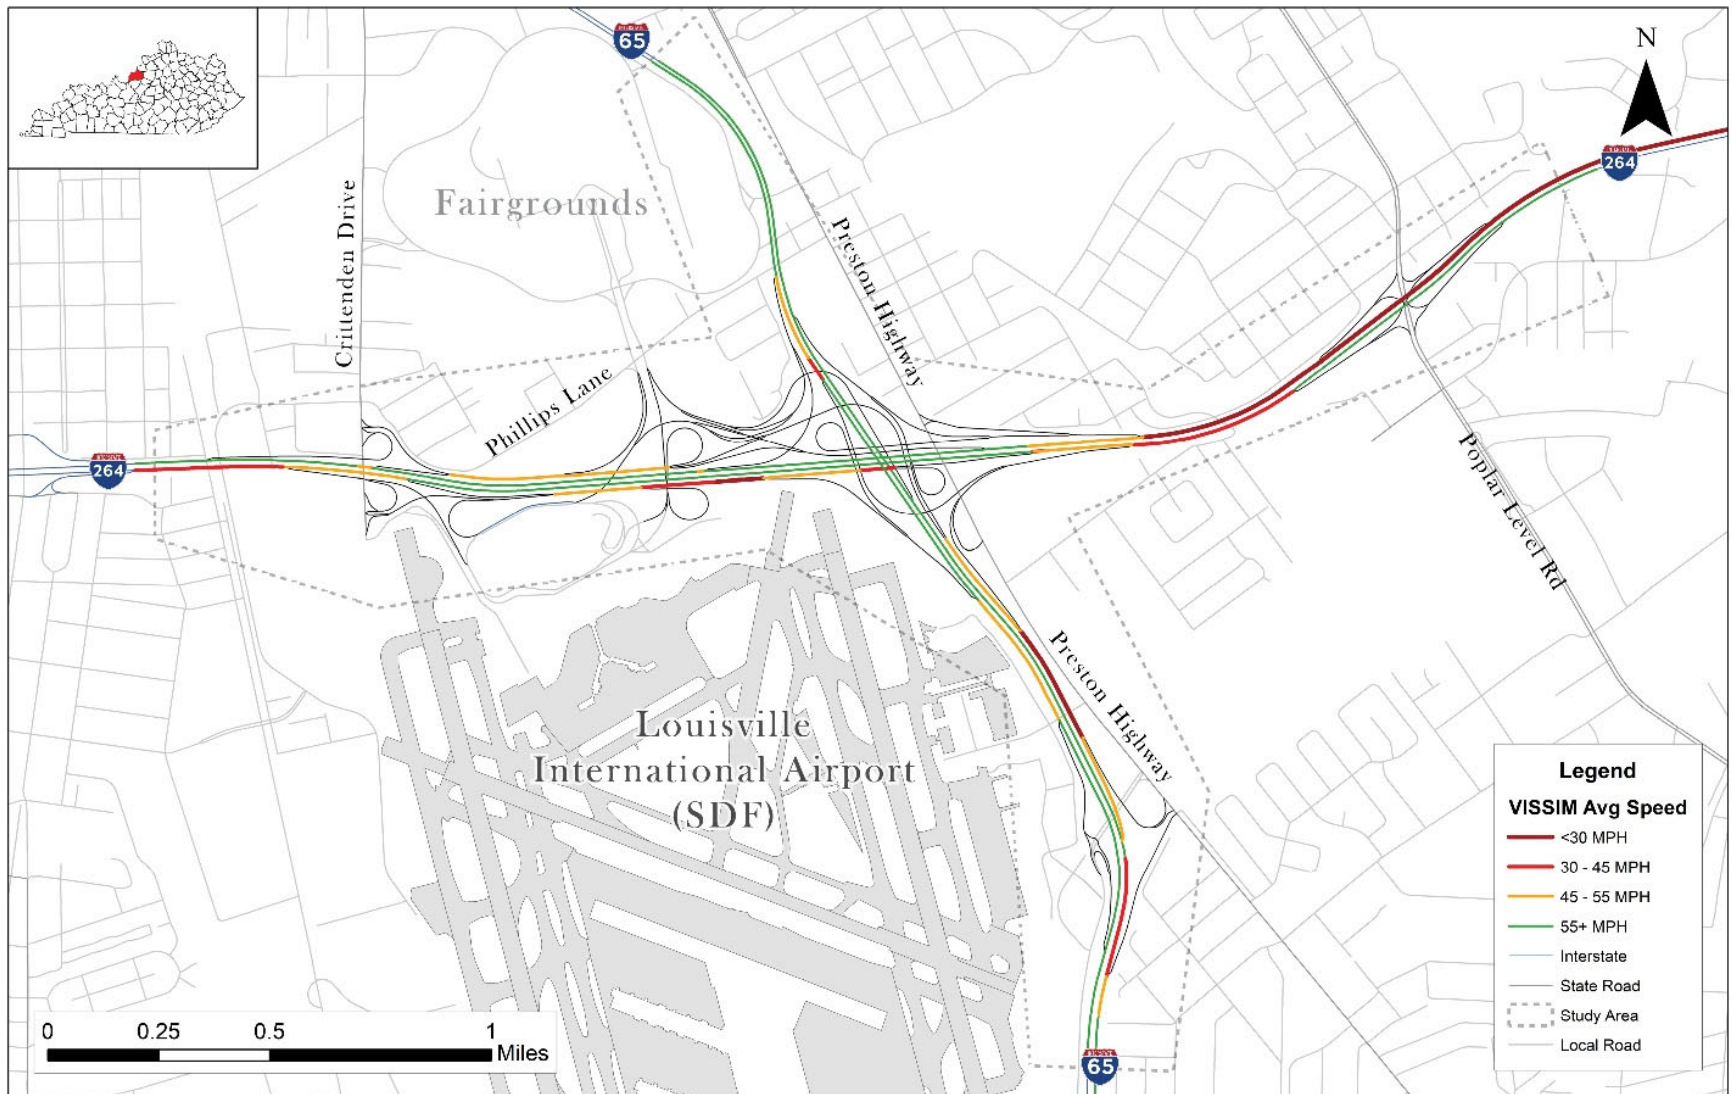 65
N
264
Fairgrounds
Crittenden Drive
Preston Highway
Phillips Lane
264
Poplar Level Rd
Preston Highway
Louisville
International Airport
(SDF)
Legend
VISSIM Avg Speed
<30 MPH
30 - 45 MPH
45 - 55 MPH
55+ MPH
Interstate
State Road
Study Area
Local Road
0 0.25 0.5 1
Miles
65